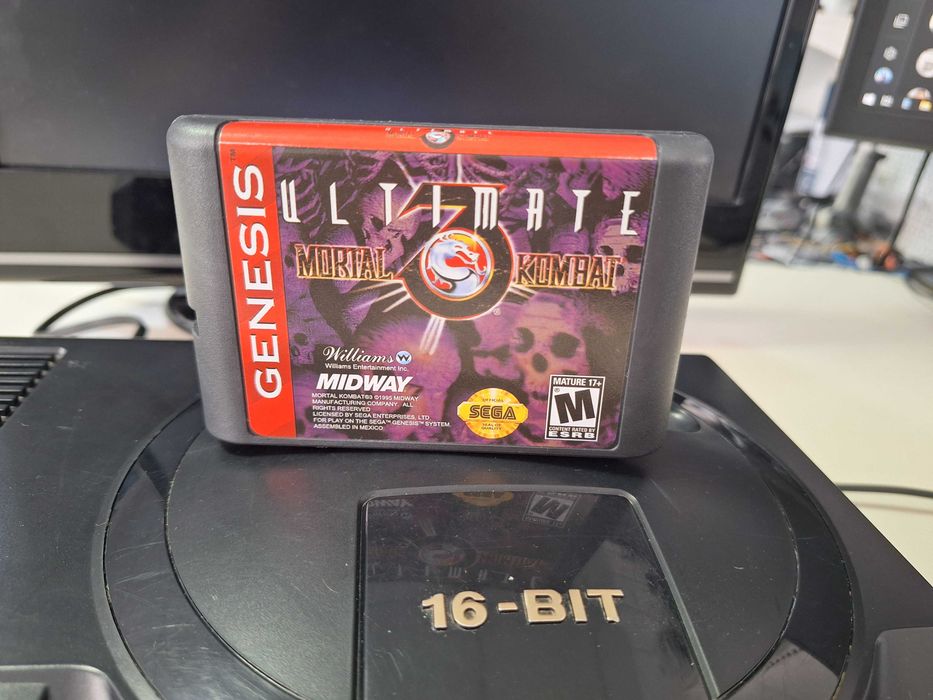 GENESIS™
ULTIMATE
3
MORTAL KOMBAT
®
Williams W
Williams Entertainment Inc.
MIDWAY
MORTAL KOMBAT®3 ©1995 MIDWAY
MANUFACTURING COMPANY. ALL
RIGHTS RESERVED
LICENSED BY SEGA ENTERPRISES, LTD.
FOR PLAY ON THE SEGA™ GENESIS™ SYSTEM.
ASSEMBLED IN MEXICO.
OFFICIAL
SEGA
SEAL OF
QUALITY
MATURE 17+
M
CONTENT RATED BY
ESRB
16-BIT